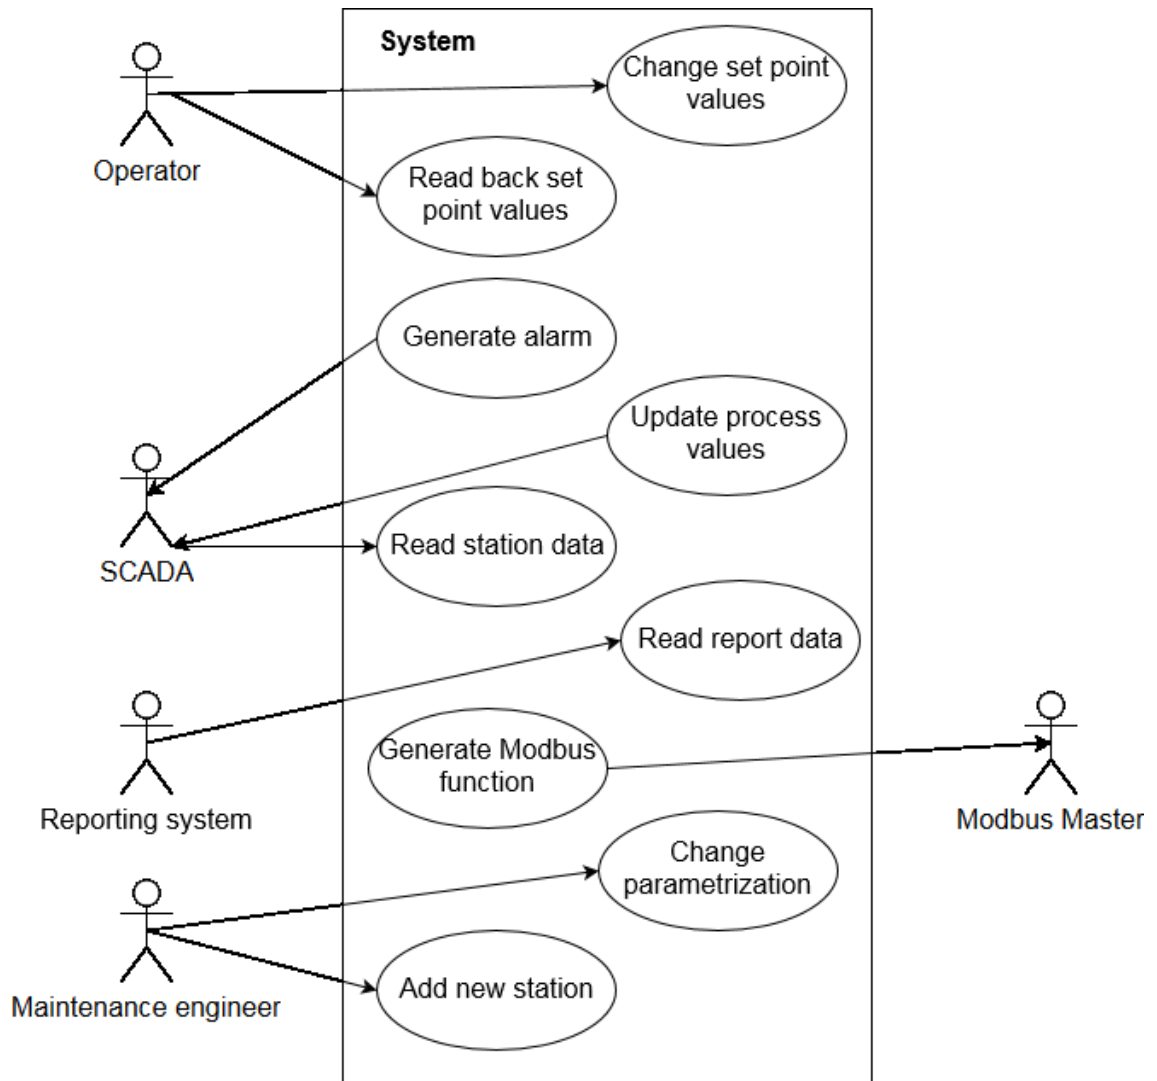 System
Change set point
values
Operator
Read back set
point values
Generate alarm
Update process
values
SCADA
Read station data
Read report data
Generate Modbus
function
Reporting system
Modbus Master
Change
parametrization
Maintenance engineer
Add new station